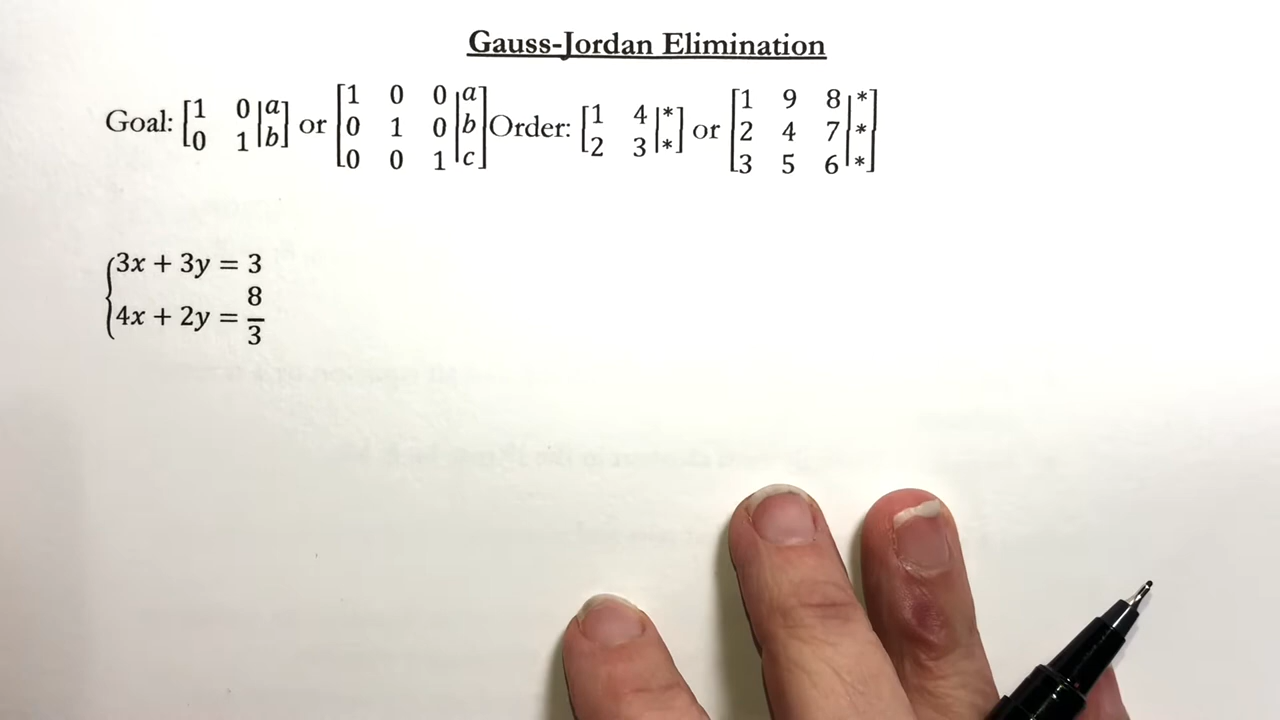 Gauss-Jordan Elimination
Goal: [1 0|a] or [1 0 0|a] Order: [1 4|*] or [1 9 8|*]
[0 1|b] [0 1 0|b] [2 3|*] [2 4 7|*]
[0 0 1|c] [3 5 6|*]
{3x + 3y = 3
4x + 2y = 8/3